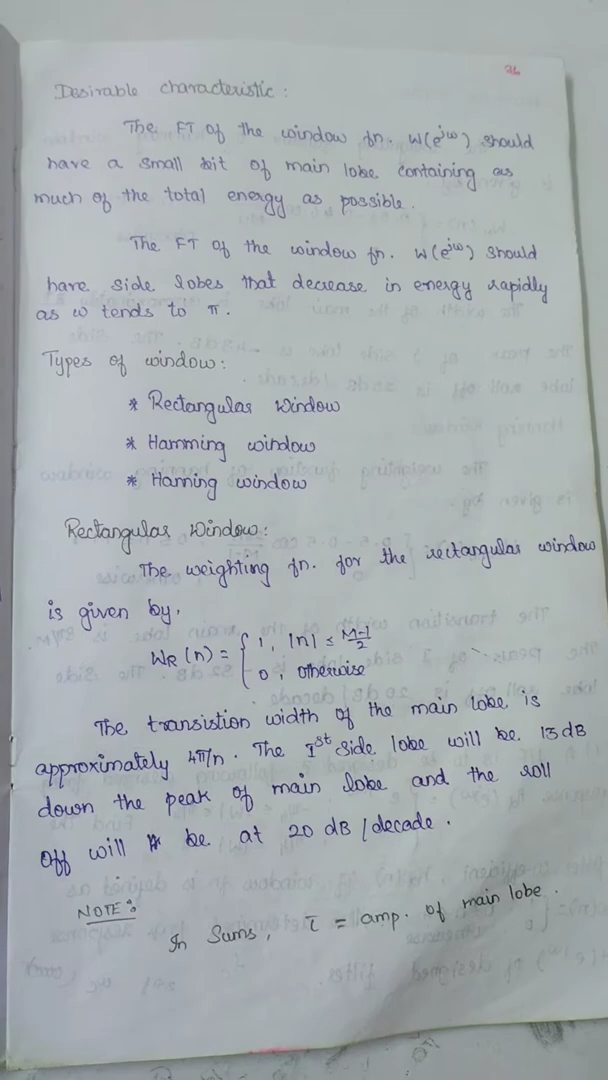 26
Desirable characteristic:
The FT of the window fn. W(e^jω) should
have a small bit of main lobe containing as
much of the total energy as possible.
The FT of the window fn. W(e^jω) should
have side lobes that decrease in energy rapidly
as ω tends to π.
Types of window:
* Rectangular Window
* Hamming window
* Hanning window
Rectangular Window:
The weighting fn. for the rectangular window
is given by,
WR(n) = { 1, |n| ≤ M-1/2
0, otherwise
The transistion width of the main lobe is
approximately 4π/n. The Ist side lobe will be 13 dB
down the peak of main lobe and the roll
off will be at 20 dB/decade.
NOTE:
In Sums, τ = amp. of main lobe.